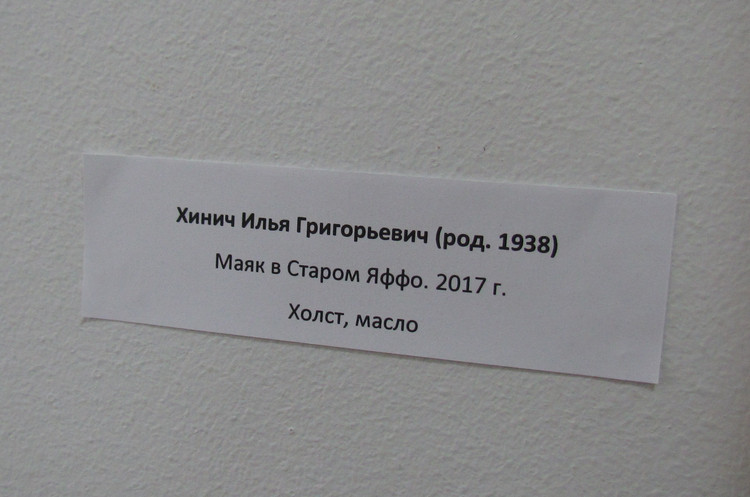 Хинич Илья Григорьевич (род. 1938)
Маяк в Старом Яффо. 2017 г.
Холст, масло